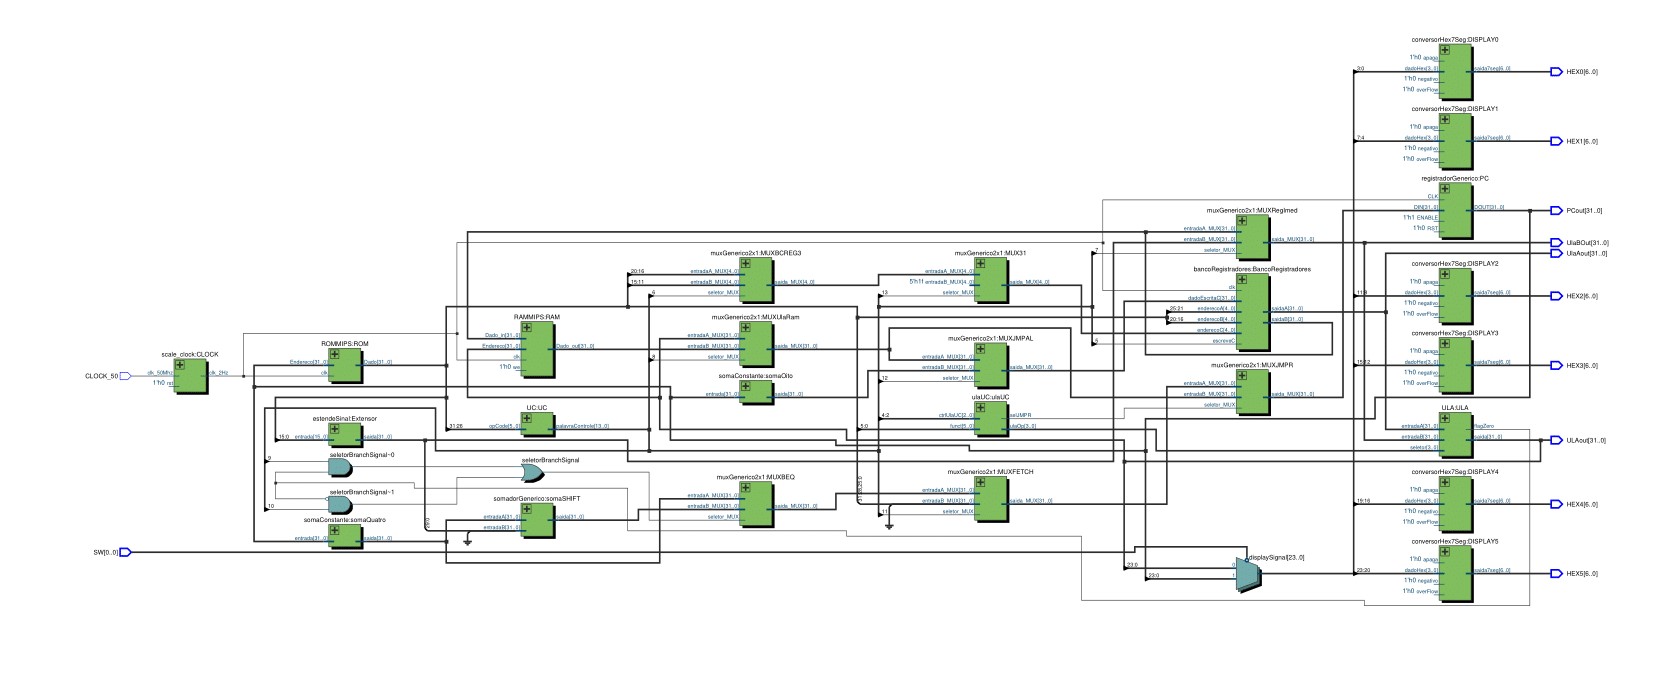 conversorHex7Seg:DISPLAY0
1'h0 apaga
3:0 dadoHex[3..0] saida7seg[6..0] HEX0[6..0]
1'h0 negativo
1'h0 overFlow
conversorHex7Seg:DISPLAY1
1'h0 apaga
7:4 dadoHex[3..0] saida7seg[6..0] HEX1[6..0]
1'h0 negativo
1'h0 overFlow
registradorGenerico:PC
CLK
DIN[31..0] DOUT[31..0] PCout[31..0]
1'h1 ENABLE
1'h1 RST
muxGenerico2x1:MUXRegImed
entradaA_MUX[31..0]
entradaB_MUX[31..0] saida_MUX[31..0] UlaBOut[31..0]
7 seletor_MUX UlaAout[31..0]
muxGenerico2x1:MUXBCREG3 muxGenerico2x1:MUX31
20:16 entradaA_MUX[4..0] entradaA_MUX[4..0]
15:11 entradaB_MUX[4..0] saida_MUX[4..0] 5'h1f entradaB_MUX[4..0] saida_MUX[4..0]
6 seletor_MUX 13 seletor_MUX
bancoRegistradores:BancoRegistradores
clk
dadoEscritaC[31..0]
25:21 enderecoA[4..0] saidaA[31..0]
20:16 enderecoB[4..0] saidaB[31..0]
enderecoC[4..0]
5 escreveC
conversorHex7Seg:DISPLAY2
1'h0 apaga
11:8 dadoHex[3..0] saida7seg[6..0] HEX2[6..0]
1'h0 negativo
1'h0 overFlow
RAMMIPS:RAM
Dado_in[31..0]
Endereco[31..0] Dado_out[31..0]
clk
1'h0 we
muxGenerico2x1:MUXUlaRam
entradaA_MUX[31..0]
entradaB_MUX[31..0] saida_MUX[31..0]
8 seletor_MUX
conversorHex7Seg:DISPLAY3
1'h0 apaga
15:12 dadoHex[3..0] saida7seg[6..0] HEX3[6..0]
1'h0 negativo
1'h0 overFlow
muxGenerico2x1:MUXJMPAL
entradaA_MUX[31..0]
entradaB_MUX[31..0] saida_MUX[31..0]
12 seletor_MUX
ROMMIPS:ROM
Endereco[31..0] Dado[31..0]
clk
scale_clock:CLOCK
CLOCK_50 clk_50Mhz clk_2Hz
1'h0 rst
muxGenerico2x1:MUXJMPR
entradaA_MUX[31..0]
entradaB_MUX[31..0] saida_MUX[31..0]
seletor_MUX
somaConstante:somaOito
entrada[31..0] saida[31..0]
ulaUC:ulaUC
4:2 ctrlUlaUC[2..0] seUMPR
5:0 funct[5..0] ulaOp[3..0]
UC:UC
31:26 opCode[5..0] palavraControle[13..0]
ULA:ULA
entradaA[31..0] flagZero
entradaB[31..0] saida[31..0] ULAout[31..0]
seletor[3..0]
estendeSinal:Extensor
15:0 entrada[15..0] saida[31..0]
seletorBranchSignal~0
9
seletorBranchSignal
seletorBranchSignal~1
10
muxGenerico2x1:MUXBEQ
entradaA_MUX[31..0]
entradaB_MUX[31..0] saida_MUX[31..0]
seletor_MUX
muxGenerico2x1:MUXFETCH
entradaA_MUX[31..0]
entradaB_MUX[31..0] saida_MUX[31..0]
11 seletor_MUX
conversorHex7Seg:DISPLAY4
1'h0 apaga
19:16 dadoHex[3..0] saida7seg[6..0] HEX4[6..0]
1'h0 negativo
1'h0 overFlow
somadorGenerico:somaSHIFT
entradaA[31..0] saida[31..0]
29:0 entradaB[31..0]
somaConstante:somaQuatro
entrada[31..0] saida[31..0]
SW[0..0]
displaySignal[23..0]
23:0 0
23:0 1
conversorHex7Seg:DISPLAY5
1'h0 apaga
23:20 dadoHex[3..0] saida7seg[6..0] HEX5[6..0]
1'h0 negativo
1'h0 overFlow